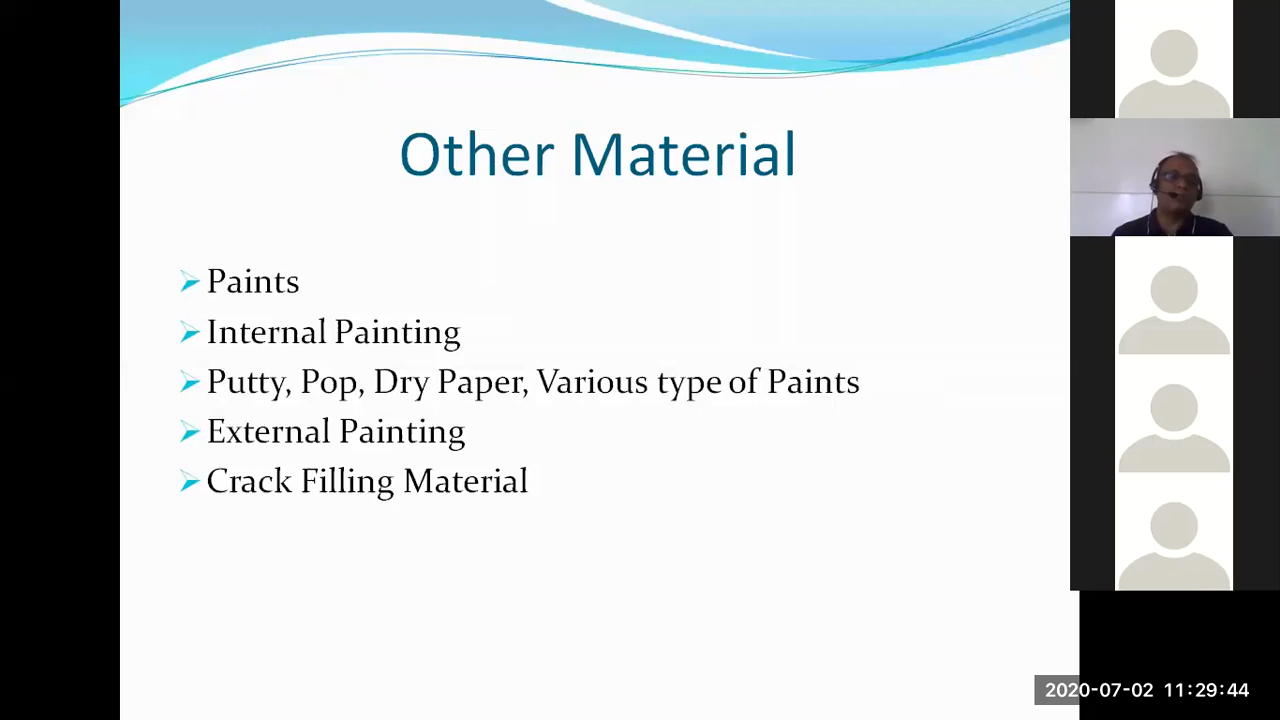 Other Material
Paints
Internal Painting
Putty, Pop, Dry Paper, Various type of Paints
External Painting
Crack Filling Material
2020-07-02 11:29:44